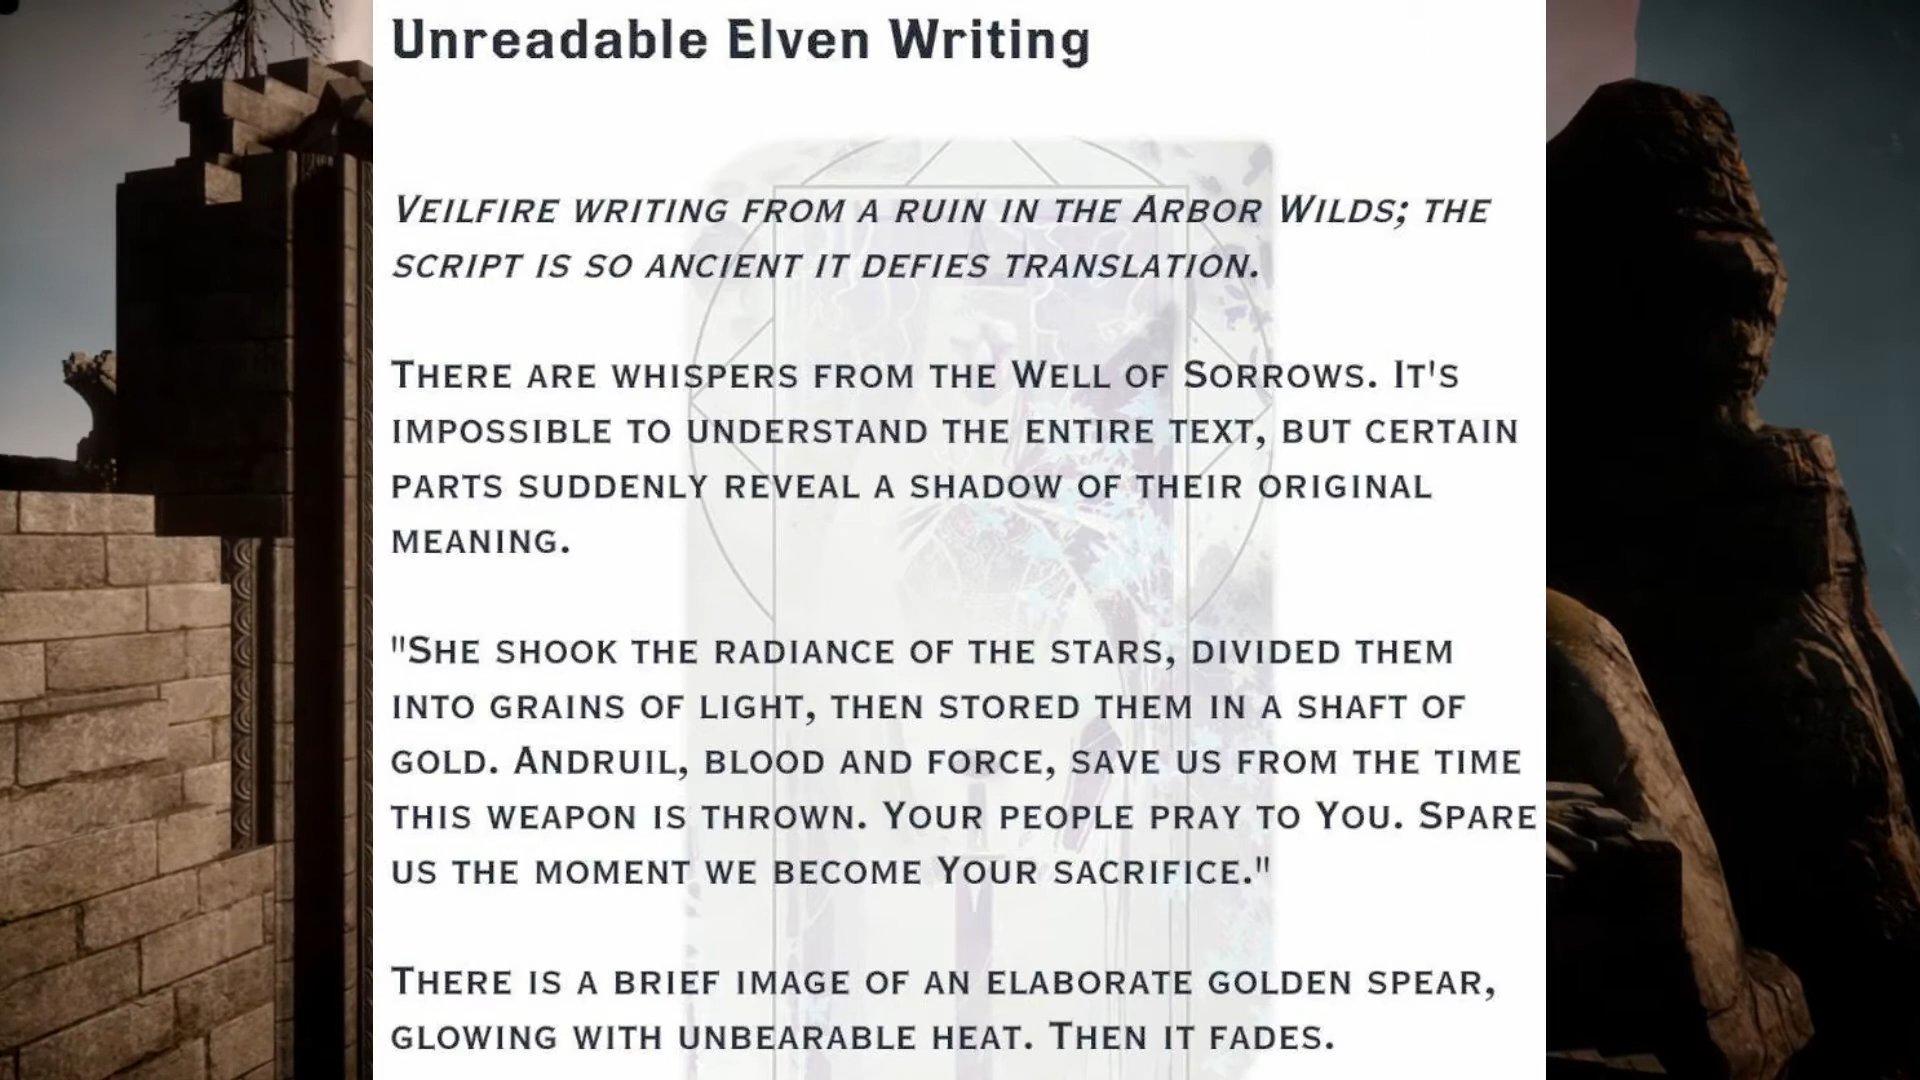 Unreadable Elven Writing
Veilfire writing from a ruin in the Arbor Wilds; the
script is so ancient it defies translation.
There are whispers from the Well of Sorrows. It's
impossible to understand the entire text, but certain
parts suddenly reveal a shadow of their original
meaning.
"She shook the radiance of the stars, divided them
into grains of light, then stored them in a shaft of
gold. Andruil, blood and force, save us from the time
this weapon is thrown. Your people pray to You. Spare
us the moment we become Your sacrifice."
There is a brief image of an elaborate golden spear,
glowing with unbearable heat. Then it fades.